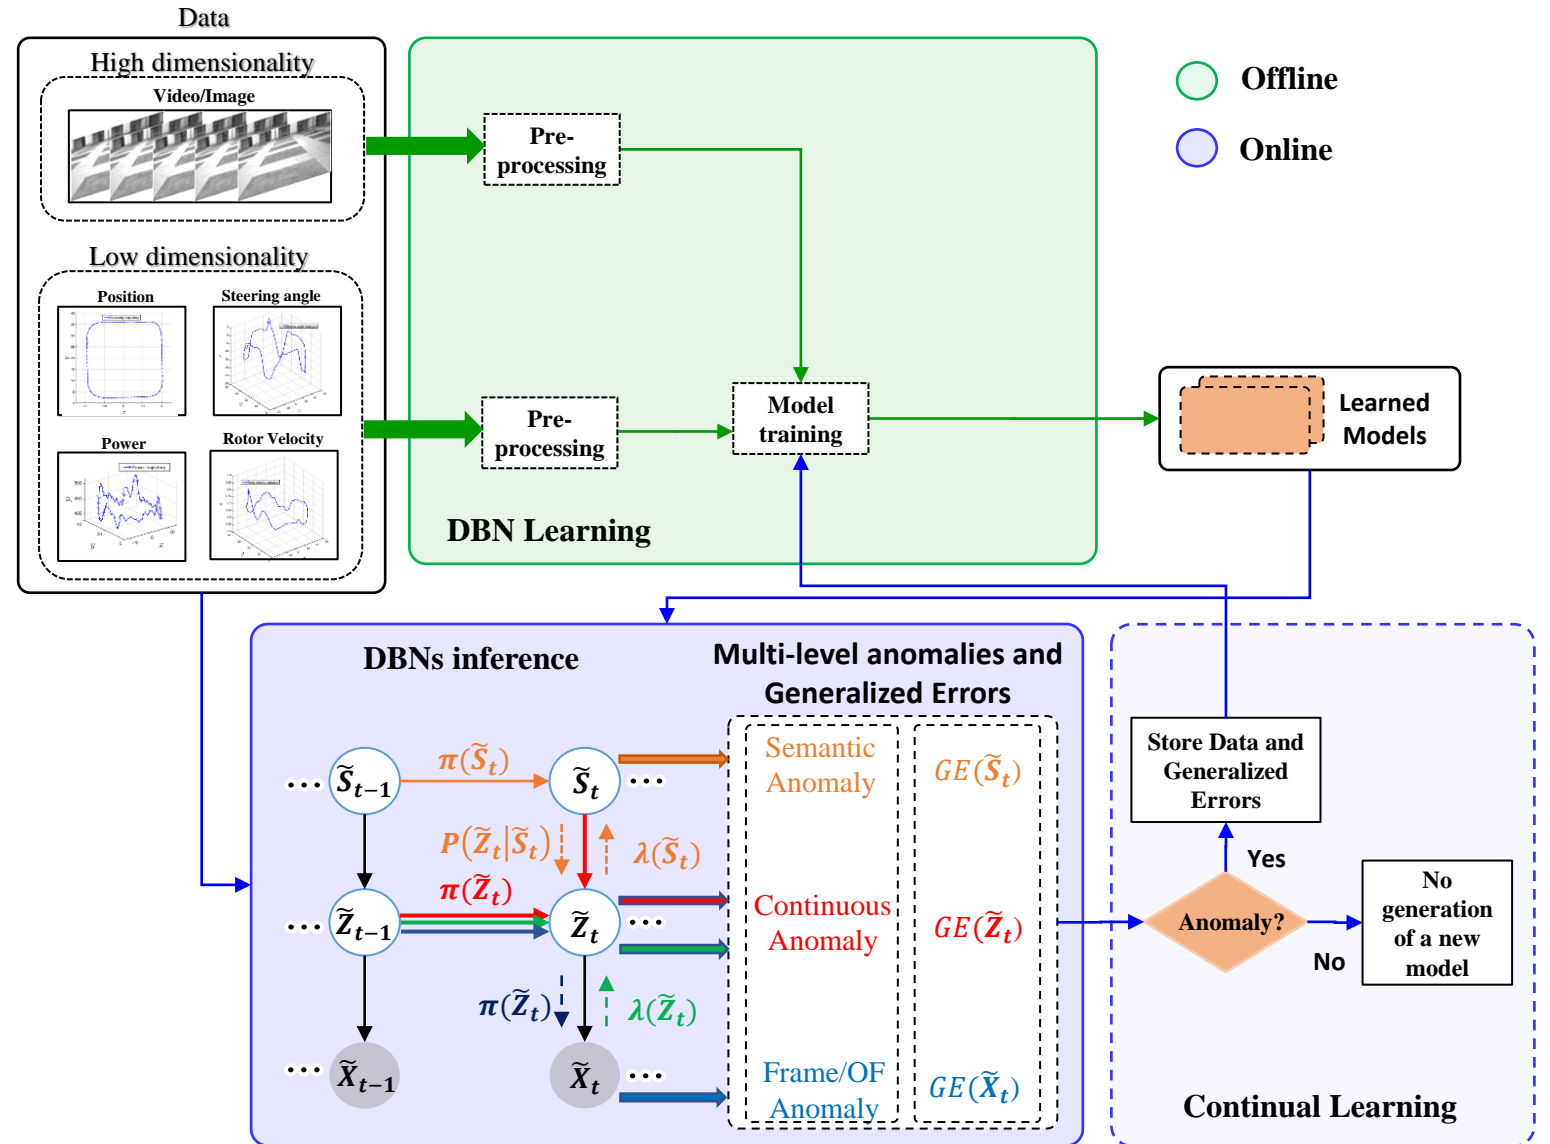 Data
High dimensionality
Video/Image
Low dimensionality
Position
Steering angle
Power
Rotor Velocity
Pre-
processing
Pre-
processing
Model
training
DBN Learning
Offline
Online
Learned
Models
DBNs inference
Multi-level anomalies and
Generalized Errors
... S̃ₜ₋₁ π(S̃ₜ) S̃ₜ ...
P(Z̃ₜ|S̃ₜ) λ(S̃ₜ)
... Z̃ₜ₋₁ π(Z̃ₜ) Z̃ₜ ...
π(Z̃ₜ) λ(Z̃ₜ)
... X̃ₜ₋₁ X̃ₜ ...
Semantic
Anomaly
GE(S̃ₜ)
Continuous
Anomaly
GE(Z̃ₜ)
Frame/OF
Anomaly
GE(X̃ₜ)
Store Data and
Generalized
Errors
Yes
Anomaly?
No
No
generation
of a new
model
Continual Learning